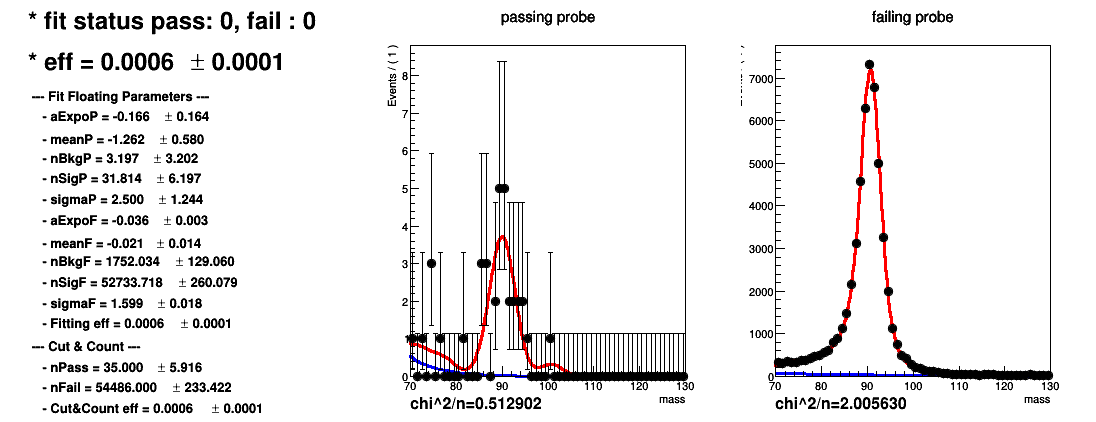 * fit status pass: 0, fail : 0
* eff = 0.0006 ± 0.0001
--- Fit Floating Parameters ---
- aExpoP = -0.166 ± 0.164
- meanP = -1.262 ± 0.580
- nBkgP = 3.197 ± 3.202
- nSigP = 31.814 ± 6.197
- sigmaP = 2.500 ± 1.244
- aExpoF = -0.036 ± 0.003
- meanF = -0.021 ± 0.014
- nBkgF = 1752.034 ± 129.060
- nSigF = 52733.718 ± 260.079
- sigmaF = 1.599 ± 0.018
- Fitting eff = 0.0006 ± 0.0001
--- Cut & Count ---
- nPass = 35.000 ± 5.916
- nFail = 54486.000 ± 233.422
- Cut&Count eff = 0.0006 ± 0.0001
passing probe
Events / ( 1 )
8
7
6
5
4
3
2
1
0
70 80 90 100 110 120 130
mass
chi^2/n=0.512902
failing probe
7000
6000
5000
4000
3000
2000
1000
0
70 80 90 100 110 120 130
mass
chi^2/n=2.005630